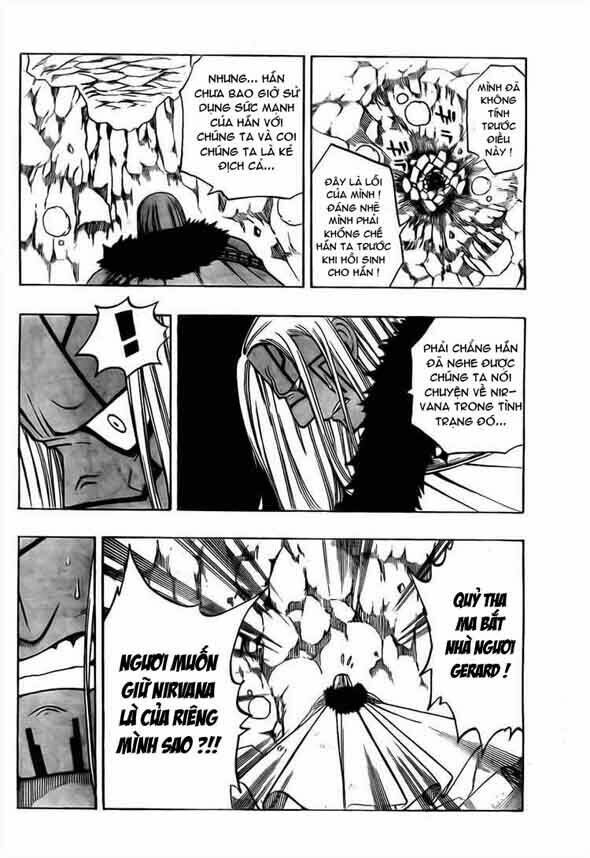 MÌNH ĐÃ
KHÔNG
TÍNH
TRƯỚC
ĐIỀU
NÀY !
ĐÂY LÀ LỖI
CỦA MÌNH !
ĐÁNG NHẼ
MÌNH PHẢI
KHỐNG CHẾ
HẮN TA TRƯỚC
KHI HỒI SINH
CHO HẮN !
NHƯNG... HẮN
CHƯA BAO GIỜ SỬ
DỤNG SỨC MẠNH
CỦA HẮN VỚI
CHÚNG TA VÀ COI
CHÚNG TA LÀ KẺ
ĐỊCH CẢ...
PHẢI CHĂNG HẮN
ĐÃ NGHE ĐƯỢC
CHÚNG TA NÓI
CHUYỆN VỀ NIR-
VANA TRONG TÌNH
TRẠNG ĐÓ...
!
QUỶ THA
MA BẮT
NHÀ NGƯƠI
GERARD !
NGƯƠI MUỐN
GIỮ NIRVANA
LÀ CỦA RIÊNG
MÌNH SAO ?!!